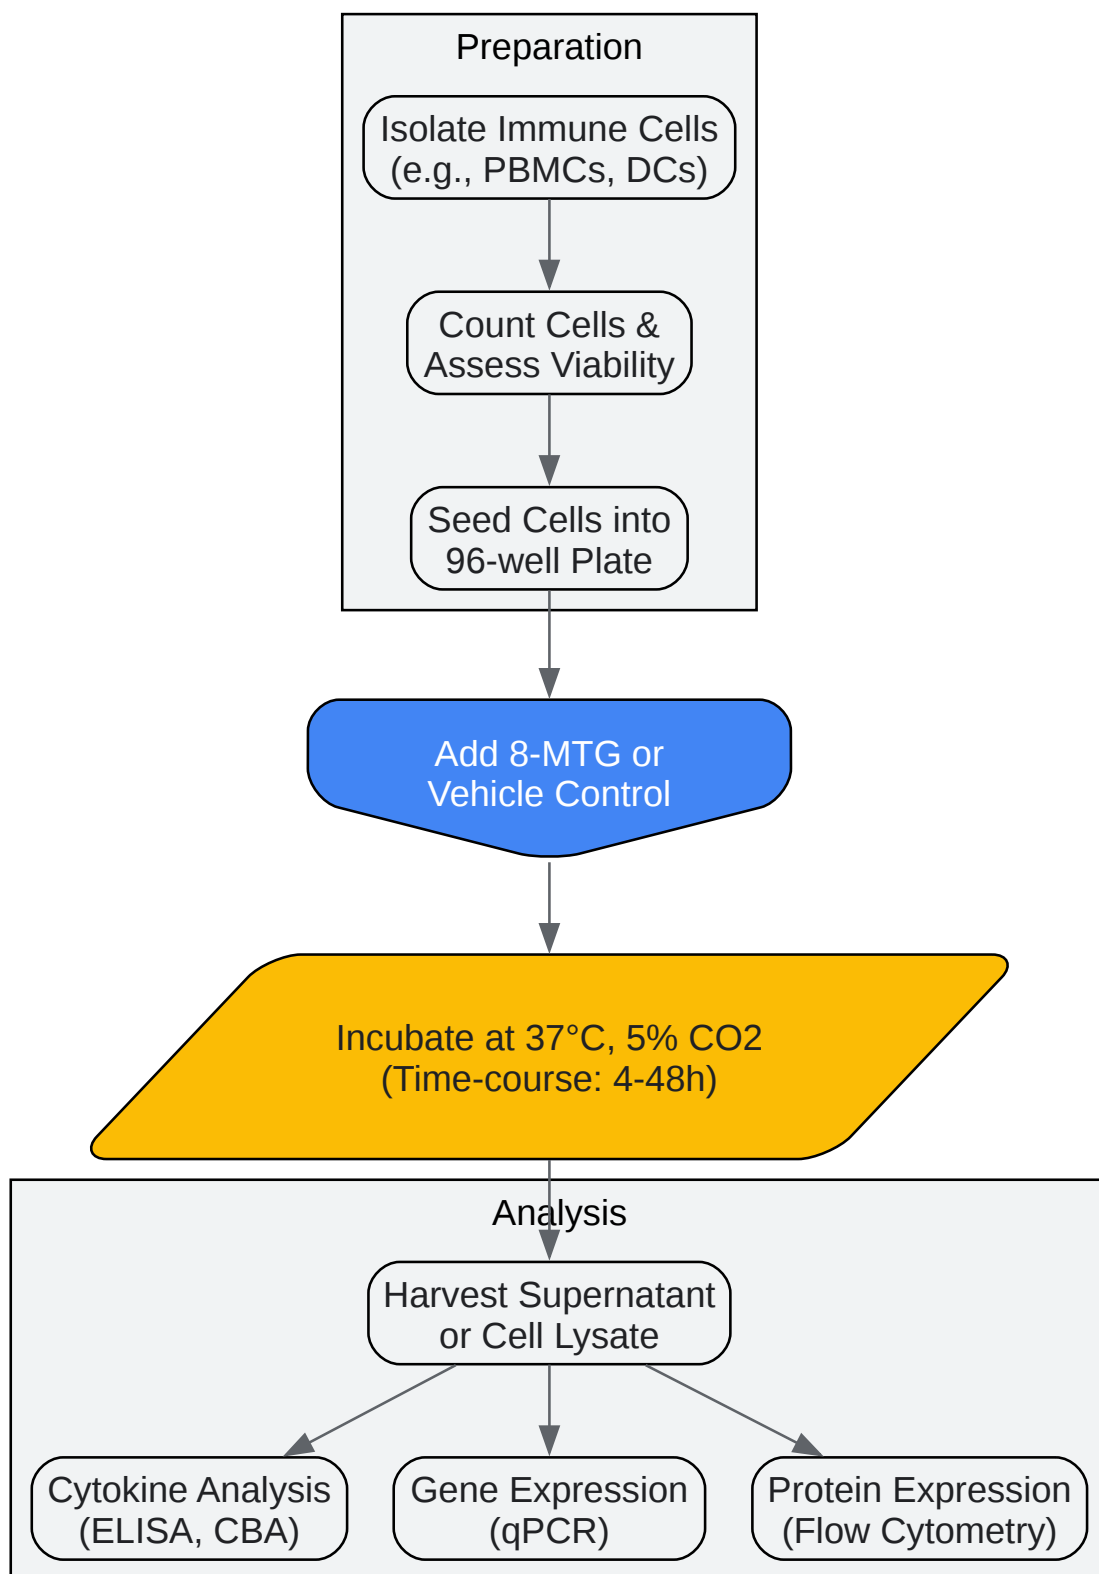 Preparation
Isolate Immune Cells
(e.g., PBMCs, DCs)
Count Cells &
Assess Viability
Seed Cells into
96-well Plate
Add 8-MTG or
Vehicle Control
Incubate at 37°C, 5% CO2
(Time-course: 4-48h)
Analysis
Harvest Supernatant
or Cell Lysate
Cytokine Analysis
(ELISA, CBA)
Gene Expression
(qPCR)
Protein Expression
(Flow Cytometry)